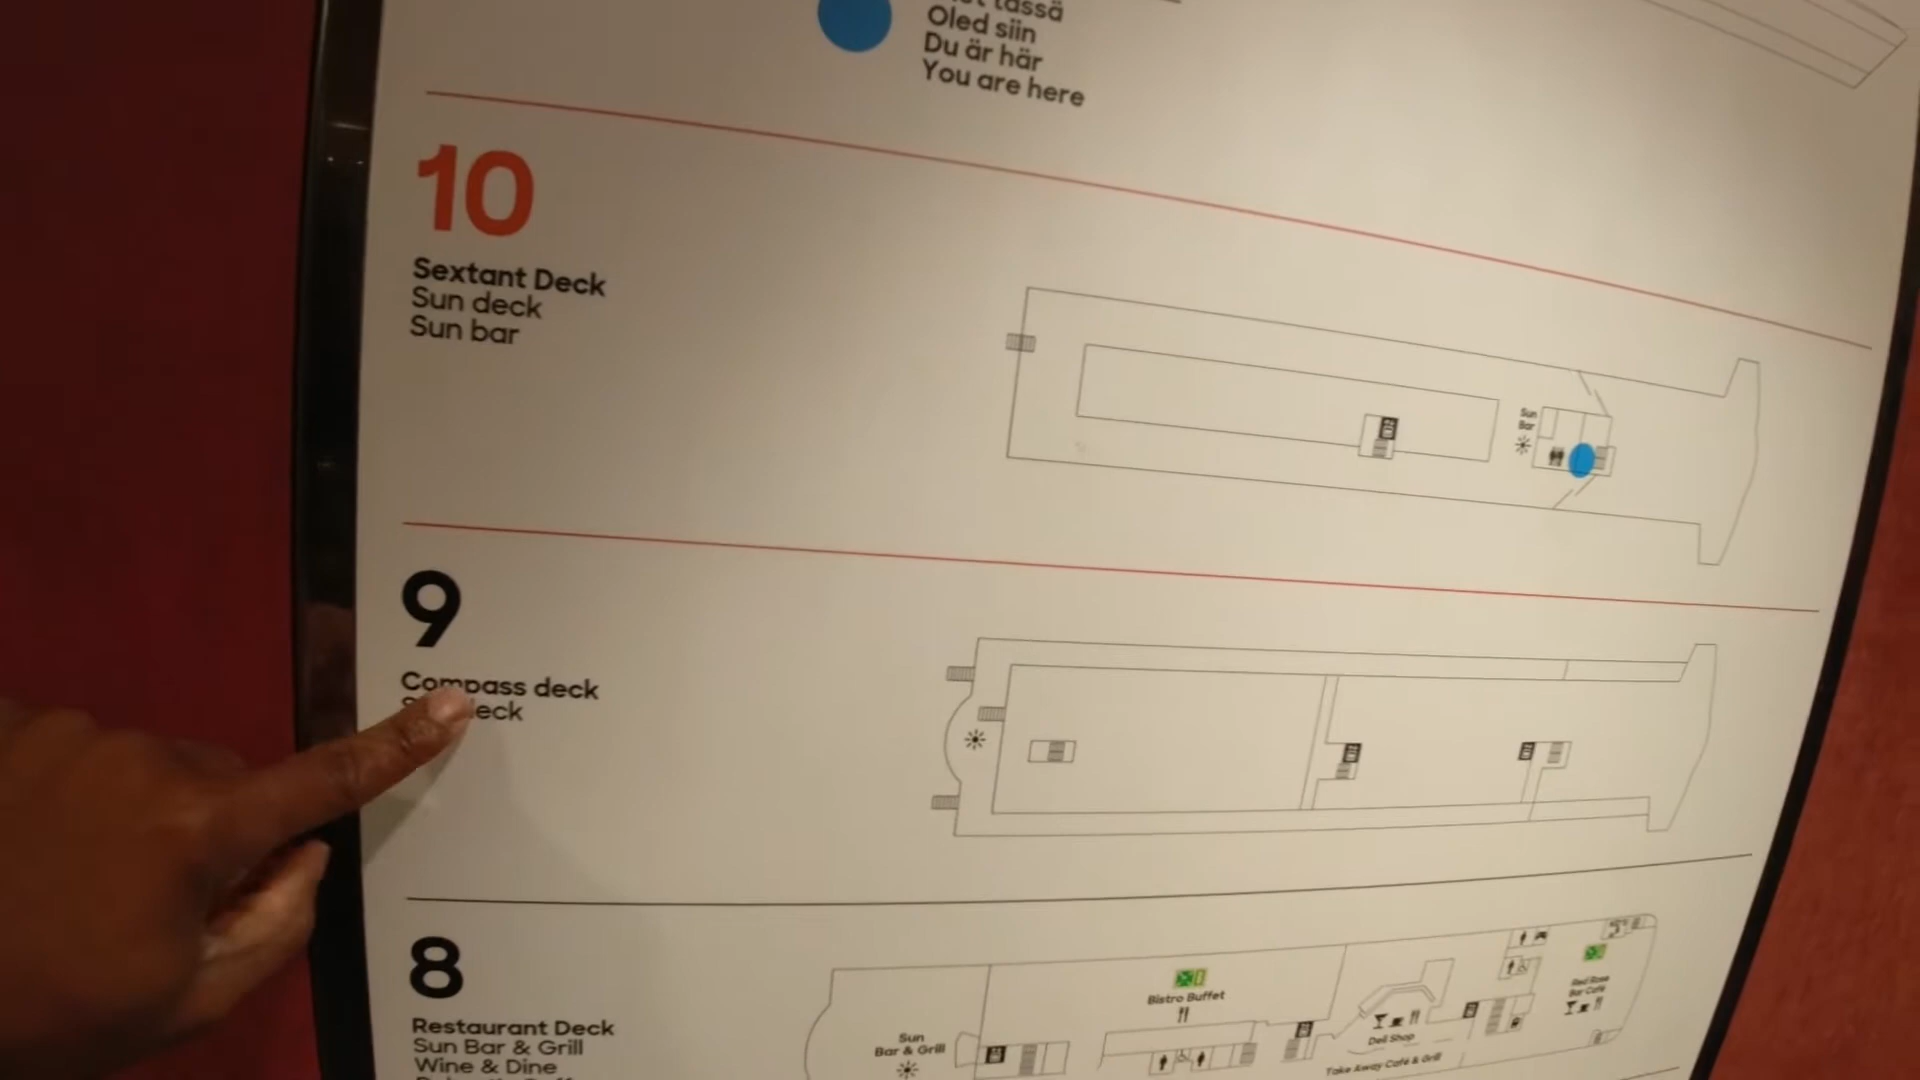 tässä
Oled siin
Du är här
You are here
10
Sextant Deck
Sun deck
Sun bar
Sun
Bar
9
Compass deck
deck
8
Restaurant Deck
Sun Bar & Grill
Wine & Dine
Sun
Bar & Grill
Bistro Buffet
Deli Shop
Take Away Café & Grill
Red Rose
Bar Café